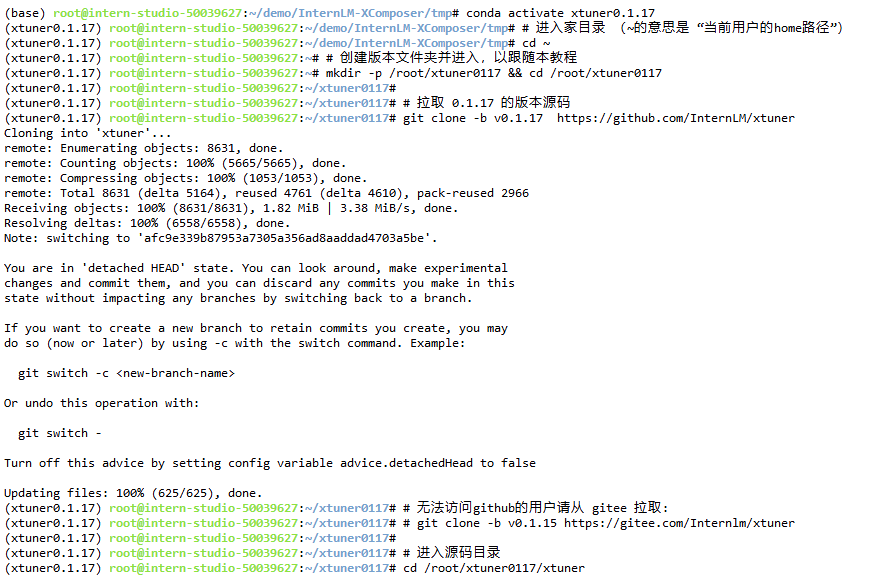 (base) root@intern-studio-50039627:~/demo/InternLM-XComposer/tmp# conda activate xtuner0.1.17
(xtuner0.1.17) root@intern-studio-50039627:~/demo/InternLM-XComposer/tmp# # 进入家目录 （~的意思是 “当前用户的home路径”）
(xtuner0.1.17) root@intern-studio-50039627:~/demo/InternLM-XComposer/tmp# cd ~
(xtuner0.1.17) root@intern-studio-50039627:~# # 创建版本文件夹并进入，以跟随本教程
(xtuner0.1.17) root@intern-studio-50039627:~# mkdir -p /root/xtuner0117 && cd /root/xtuner0117
(xtuner0.1.17) root@intern-studio-50039627:~/xtuner0117#
(xtuner0.1.17) root@intern-studio-50039627:~/xtuner0117# # 拉取 0.1.17 的版本源码
(xtuner0.1.17) root@intern-studio-50039627:~/xtuner0117# git clone -b v0.1.17  https://github.com/InternLM/xtuner
Cloning into 'xtuner'...
remote: Enumerating objects: 8631, done.
remote: Counting objects: 100% (5665/5665), done.
remote: Compressing objects: 100% (1053/1053), done.
remote: Total 8631 (delta 5164), reused 4761 (delta 4610), pack-reused 2966
Receiving objects: 100% (8631/8631), 1.82 MiB | 3.38 MiB/s, done.
Resolving deltas: 100% (6558/6558), done.
Note: switching to 'afc9e339b87953a7305a356ad8aaddad4703a5be'.

You are in 'detached HEAD' state. You can look around, make experimental
changes and commit them, and you can discard any commits you make in this
state without impacting any branches by switching back to a branch.

If you want to create a new branch to retain commits you create, you may
do so (now or later) by using -c with the switch command. Example:

  git switch -c <new-branch-name>

Or undo this operation with:

  git switch -

Turn off this advice by setting config variable advice.detachedHead to false

Updating files: 100% (625/625), done.
(xtuner0.1.17) root@intern-studio-50039627:~/xtuner0117# # 无法访问github的用户请从 gitee 拉取:
(xtuner0.1.17) root@intern-studio-50039627:~/xtuner0117# # git clone -b v0.1.15 https://gitee.com/Internlm/xtuner
(xtuner0.1.17) root@intern-studio-50039627:~/xtuner0117#
(xtuner0.1.17) root@intern-studio-50039627:~/xtuner0117# # 进入源码目录
(xtuner0.1.17) root@intern-studio-50039627:~/xtuner0117# cd /root/xtuner0117/xtuner